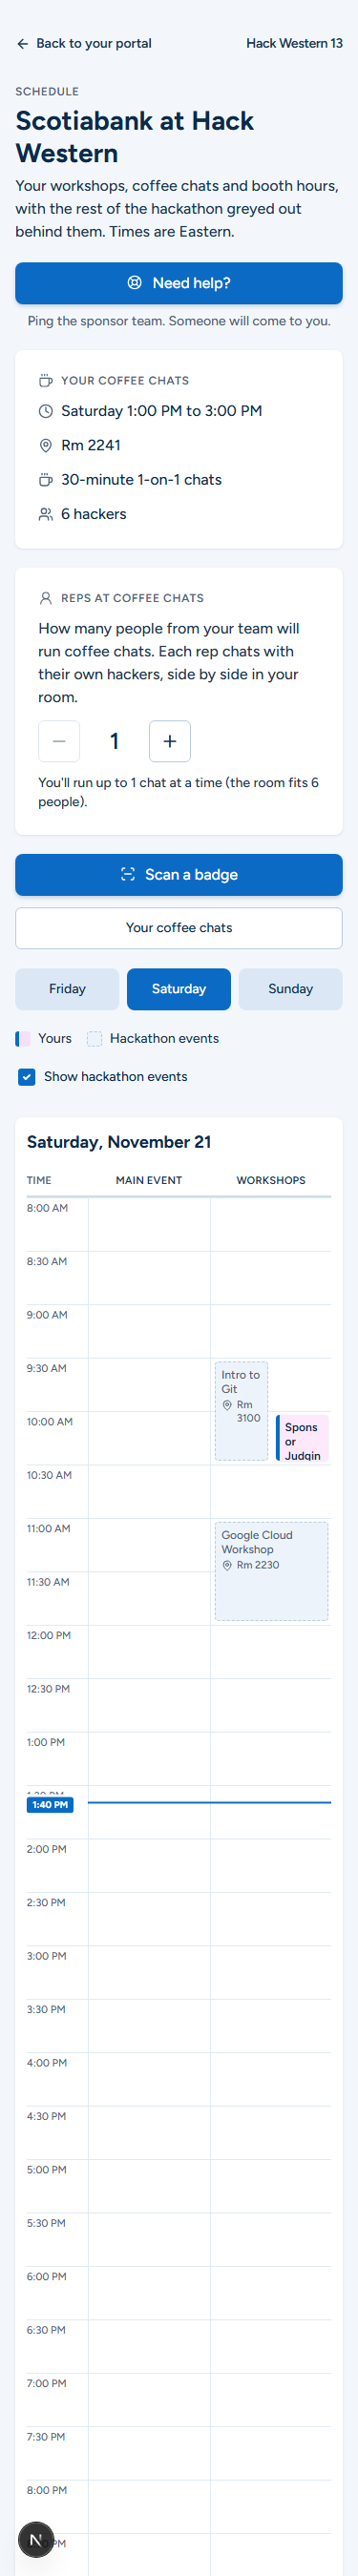 Back to your portal
Hack Western 13
SCHEDULE
Scotiabank at Hack
Western
Your workshops, coffee chats and booth hours,
with the rest of the hackathon greyed out
behind them. Times are Eastern.
Need help?
Ping the sponsor team. Someone will come to you.
YOUR COFFEE CHATS
Saturday 1:00 PM to 3:00 PM
Rm 2241
30-minute 1-on-1 chats
6 hackers
REPS AT COFFEE CHATS
How many people from your team will
run coffee chats. Each rep chats with
their own hackers, side by side in your
room.
1
You'll run up to 1 chat at a time (the room fits 6
people).
Scan a badge
Your coffee chats
Friday
Saturday
Sunday
Yours
Hackathon events
Show hackathon events
Saturday, November 21
TIME
MAIN EVENT
WORKSHOPS
8:00 AM
8:30 AM
9:00 AM
9:30 AM
Intro to
Git
Rm
3100
10:00 AM
Spons
or
Judgin
10:30 AM
11:00 AM
Google Cloud
Workshop
Rm 2230
11:30 AM
12:00 PM
12:30 PM
1:00 PM
1:40 PM
2:00 PM
2:30 PM
3:00 PM
3:30 PM
4:00 PM
4:30 PM
5:00 PM
5:30 PM
6:00 PM
6:30 PM
7:00 PM
7:30 PM
8:00 PM
N